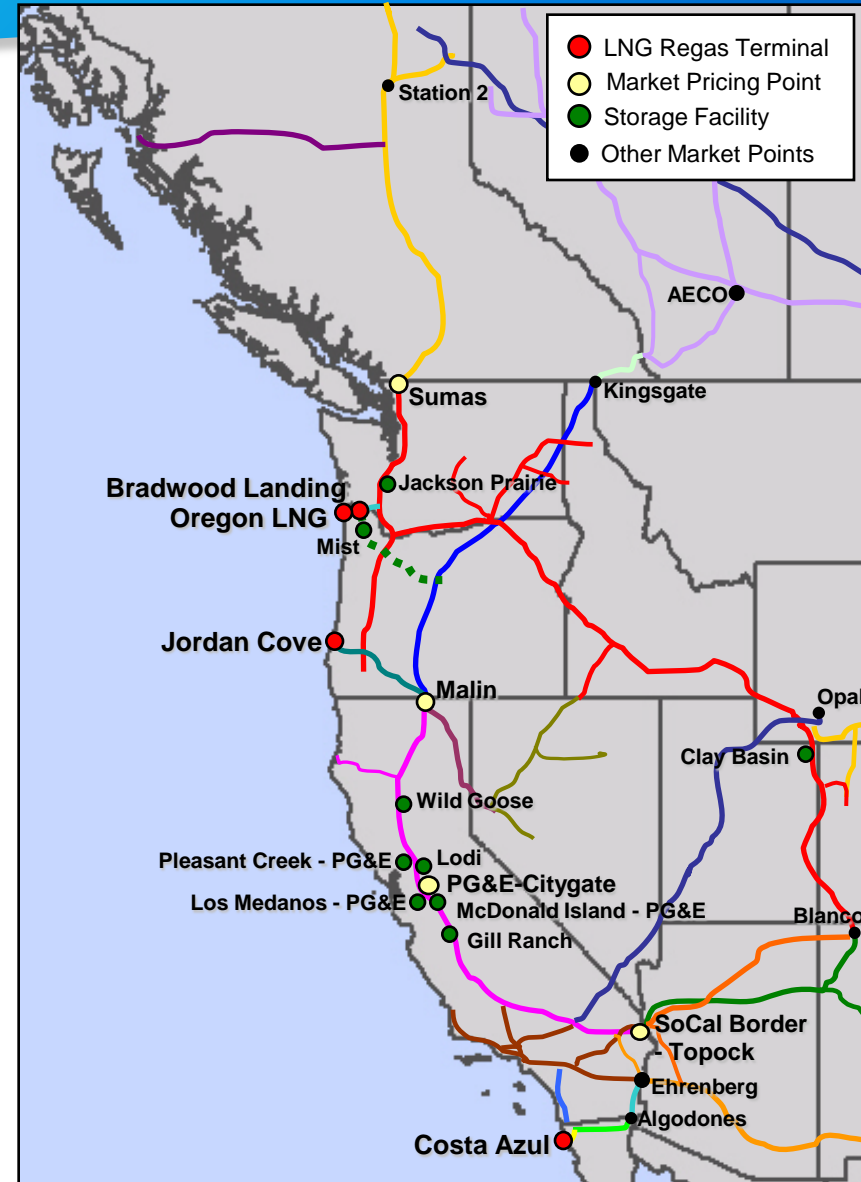 LNG Regas Terminal
Market Pricing Point
Storage Facility
Other Market Points
Station 2
AECO
Kingsgate
Sumas
Jackson Prairie
Bradwood Landing
Oregon LNG
Mist
Jordan Cove
Malin
Opal
Clay Basin
Wild Goose
Pleasant Creek - PG&E
Lodi
PG&E-Citygate
Los Medanos - PG&E
McDonald Island - PG&E
Blanco
Gill Ranch
SoCal Border
- Topock
Ehrenberg
Algodones
Costa Azul